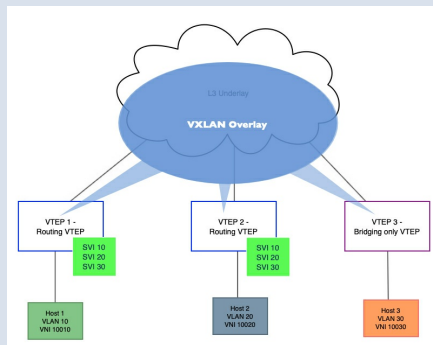 L3 Underlay
VXLAN Overlay
VTEP 1 -
Routing VTEP
SVI 10
SVI 20
SVI 30
VTEP 2 -
Routing VTEP
SVI 10
SVI 20
SVI 30
VTEP 3 -
Bridging only VTEP
Host 1
VLAN 10
VNI 10010
Host 2
VLAN 20
VNI 10020
Host 3
VLAN 30
VNI 10030